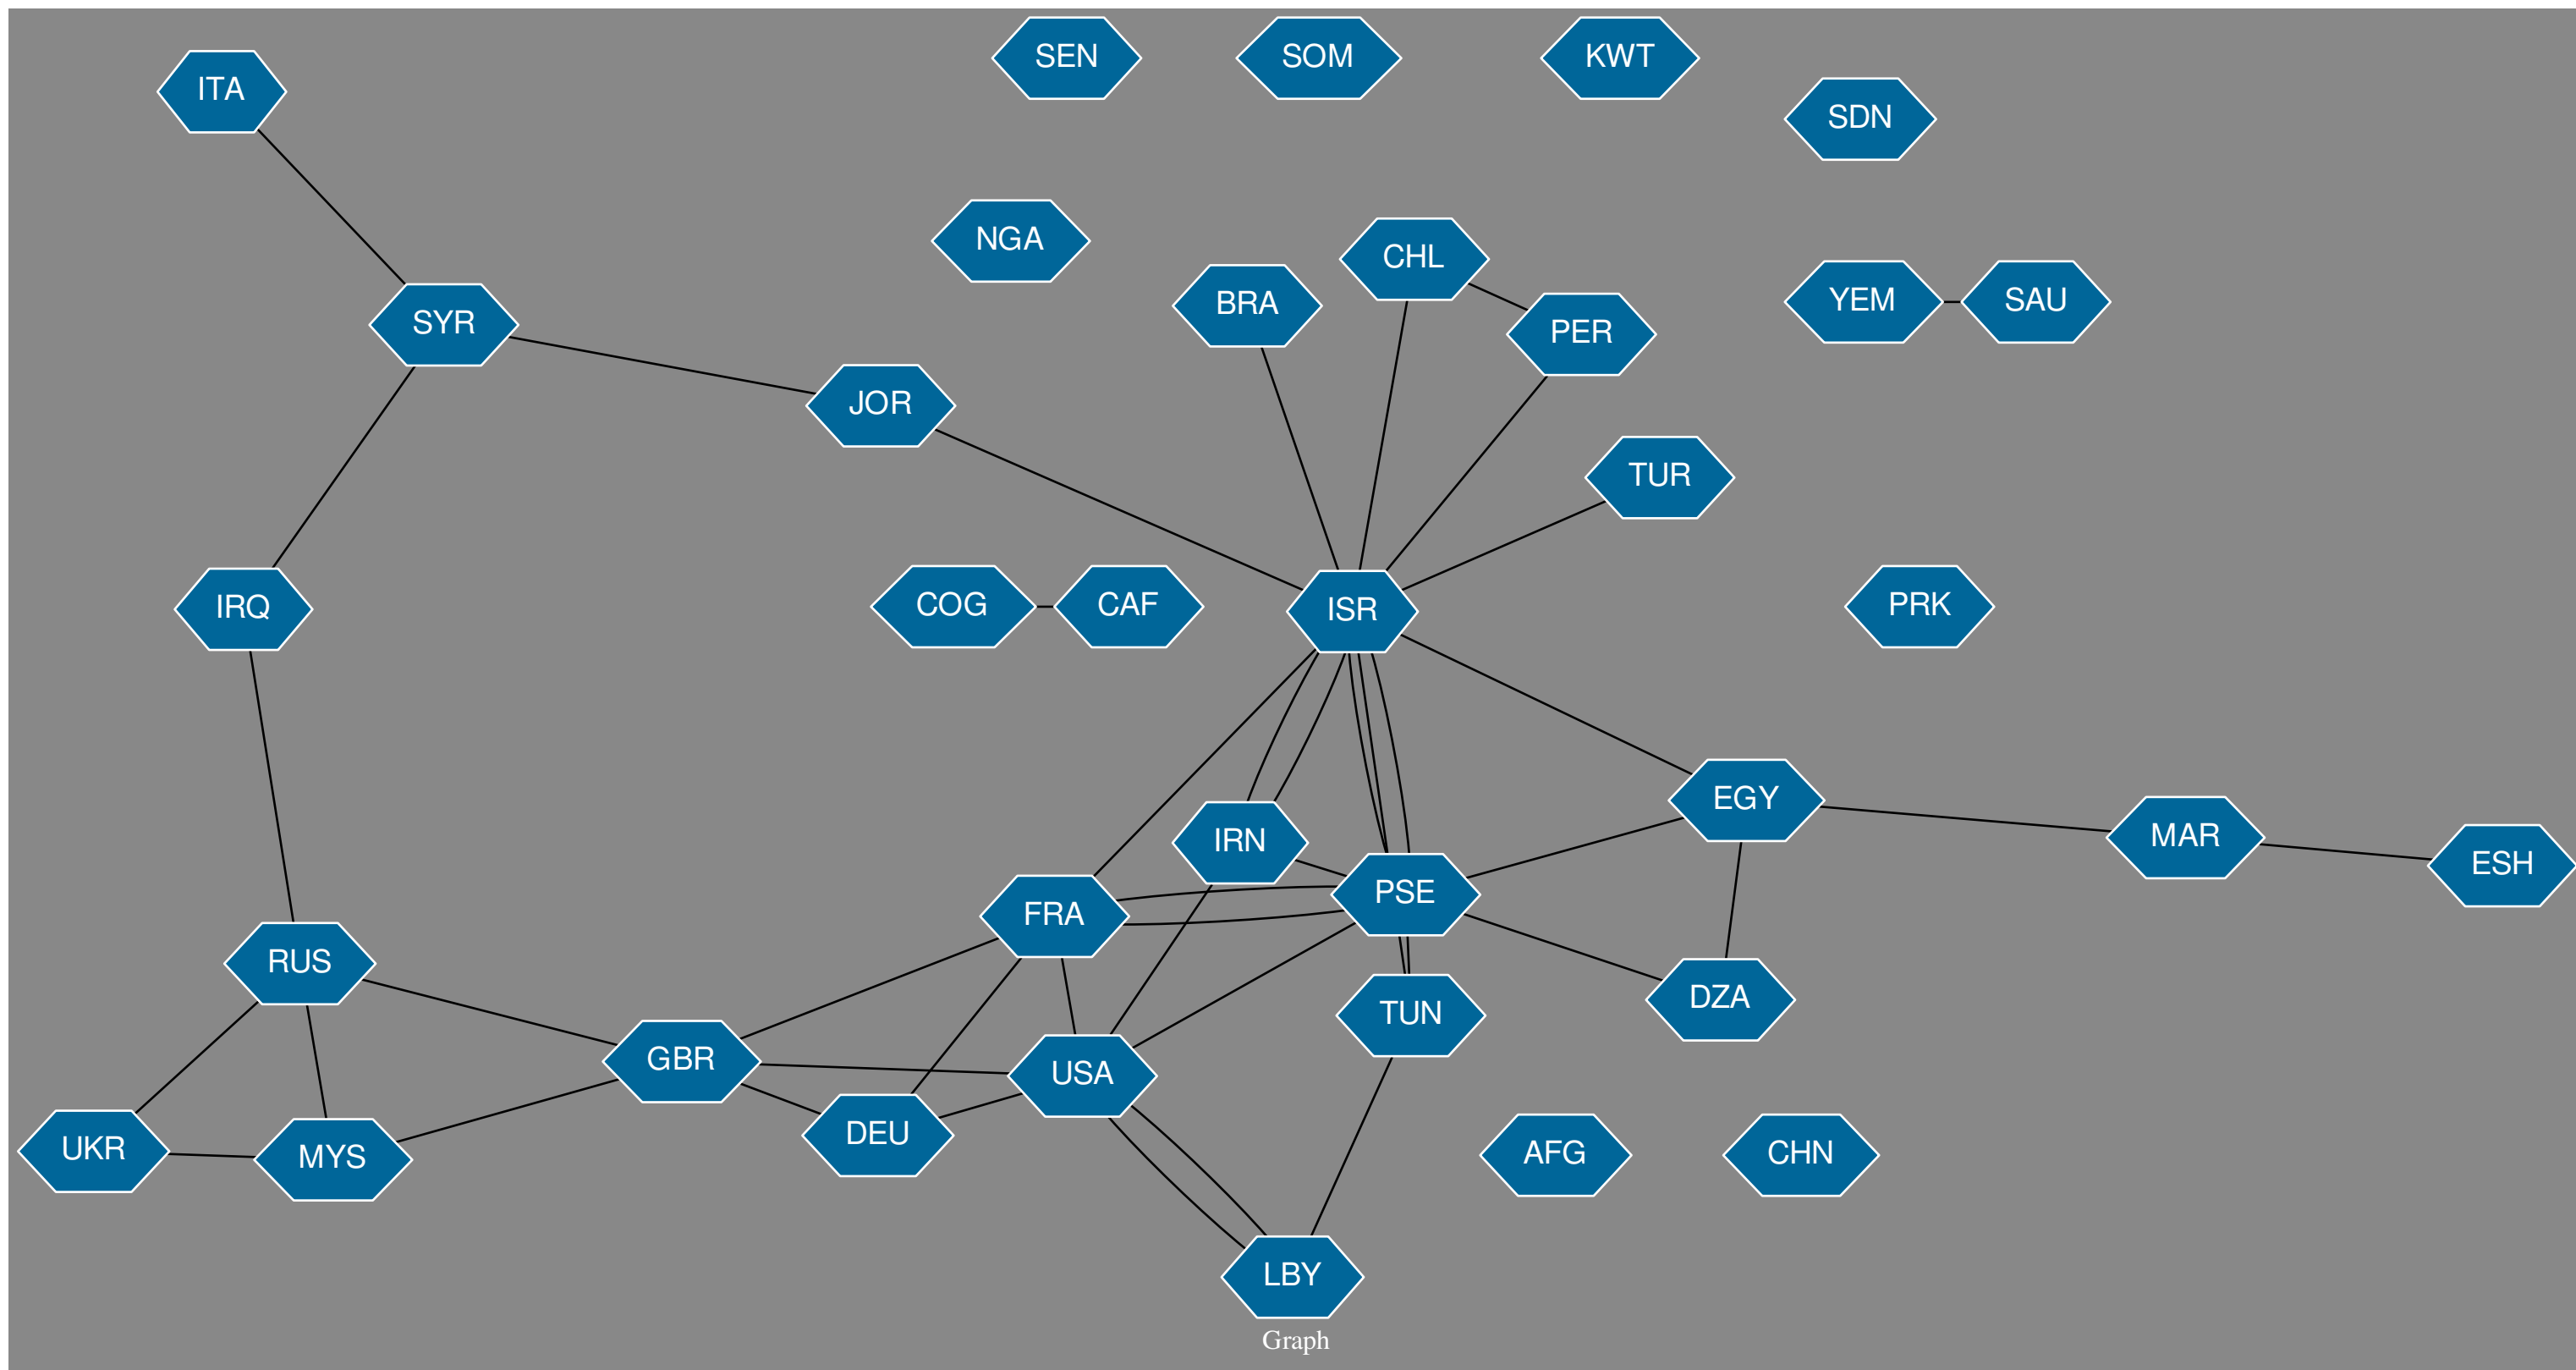 SEN
SOM
KWT
ITA
SDN
NGA
CHL
BRA
YEM
SAU
SYR
PER
JOR
TUR
IRQ
COG
CAF
ISR
PRK
EGY
MAR
IRN
ESH
PSE
FRA
RUS
DZA
TUN
GBR
USA
DEU
UKR
MYS
AFG
CHN
LBY
Graph